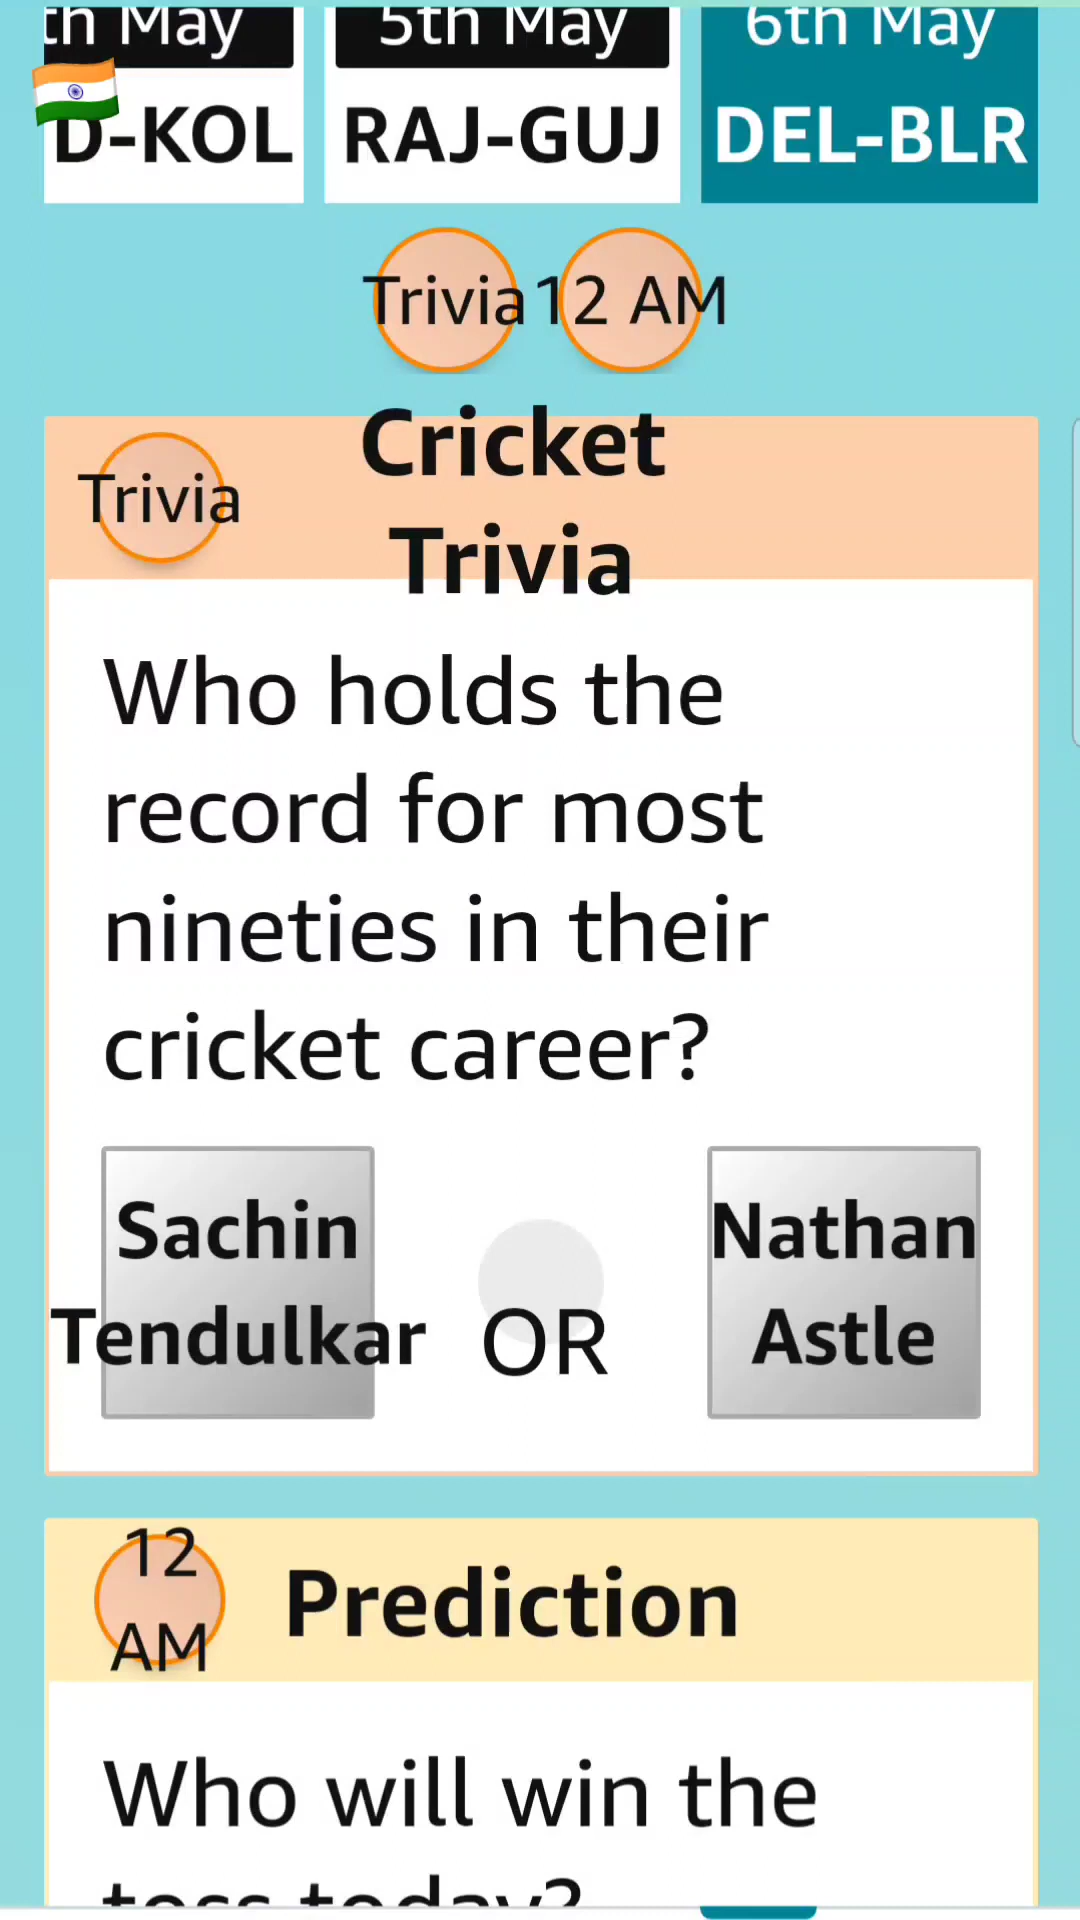 th May
5th May
6th May
D-KOL
RAJ-GUJ
DEL-BLR
Trivia
12 AM
Trivia
Cricket
Trivia
Who holds the
record for most
nineties in their
cricket career?
Sachin
Tendulkar
OR
Nathan
Astle
12
AM
Prediction
Who will win the
toss today?